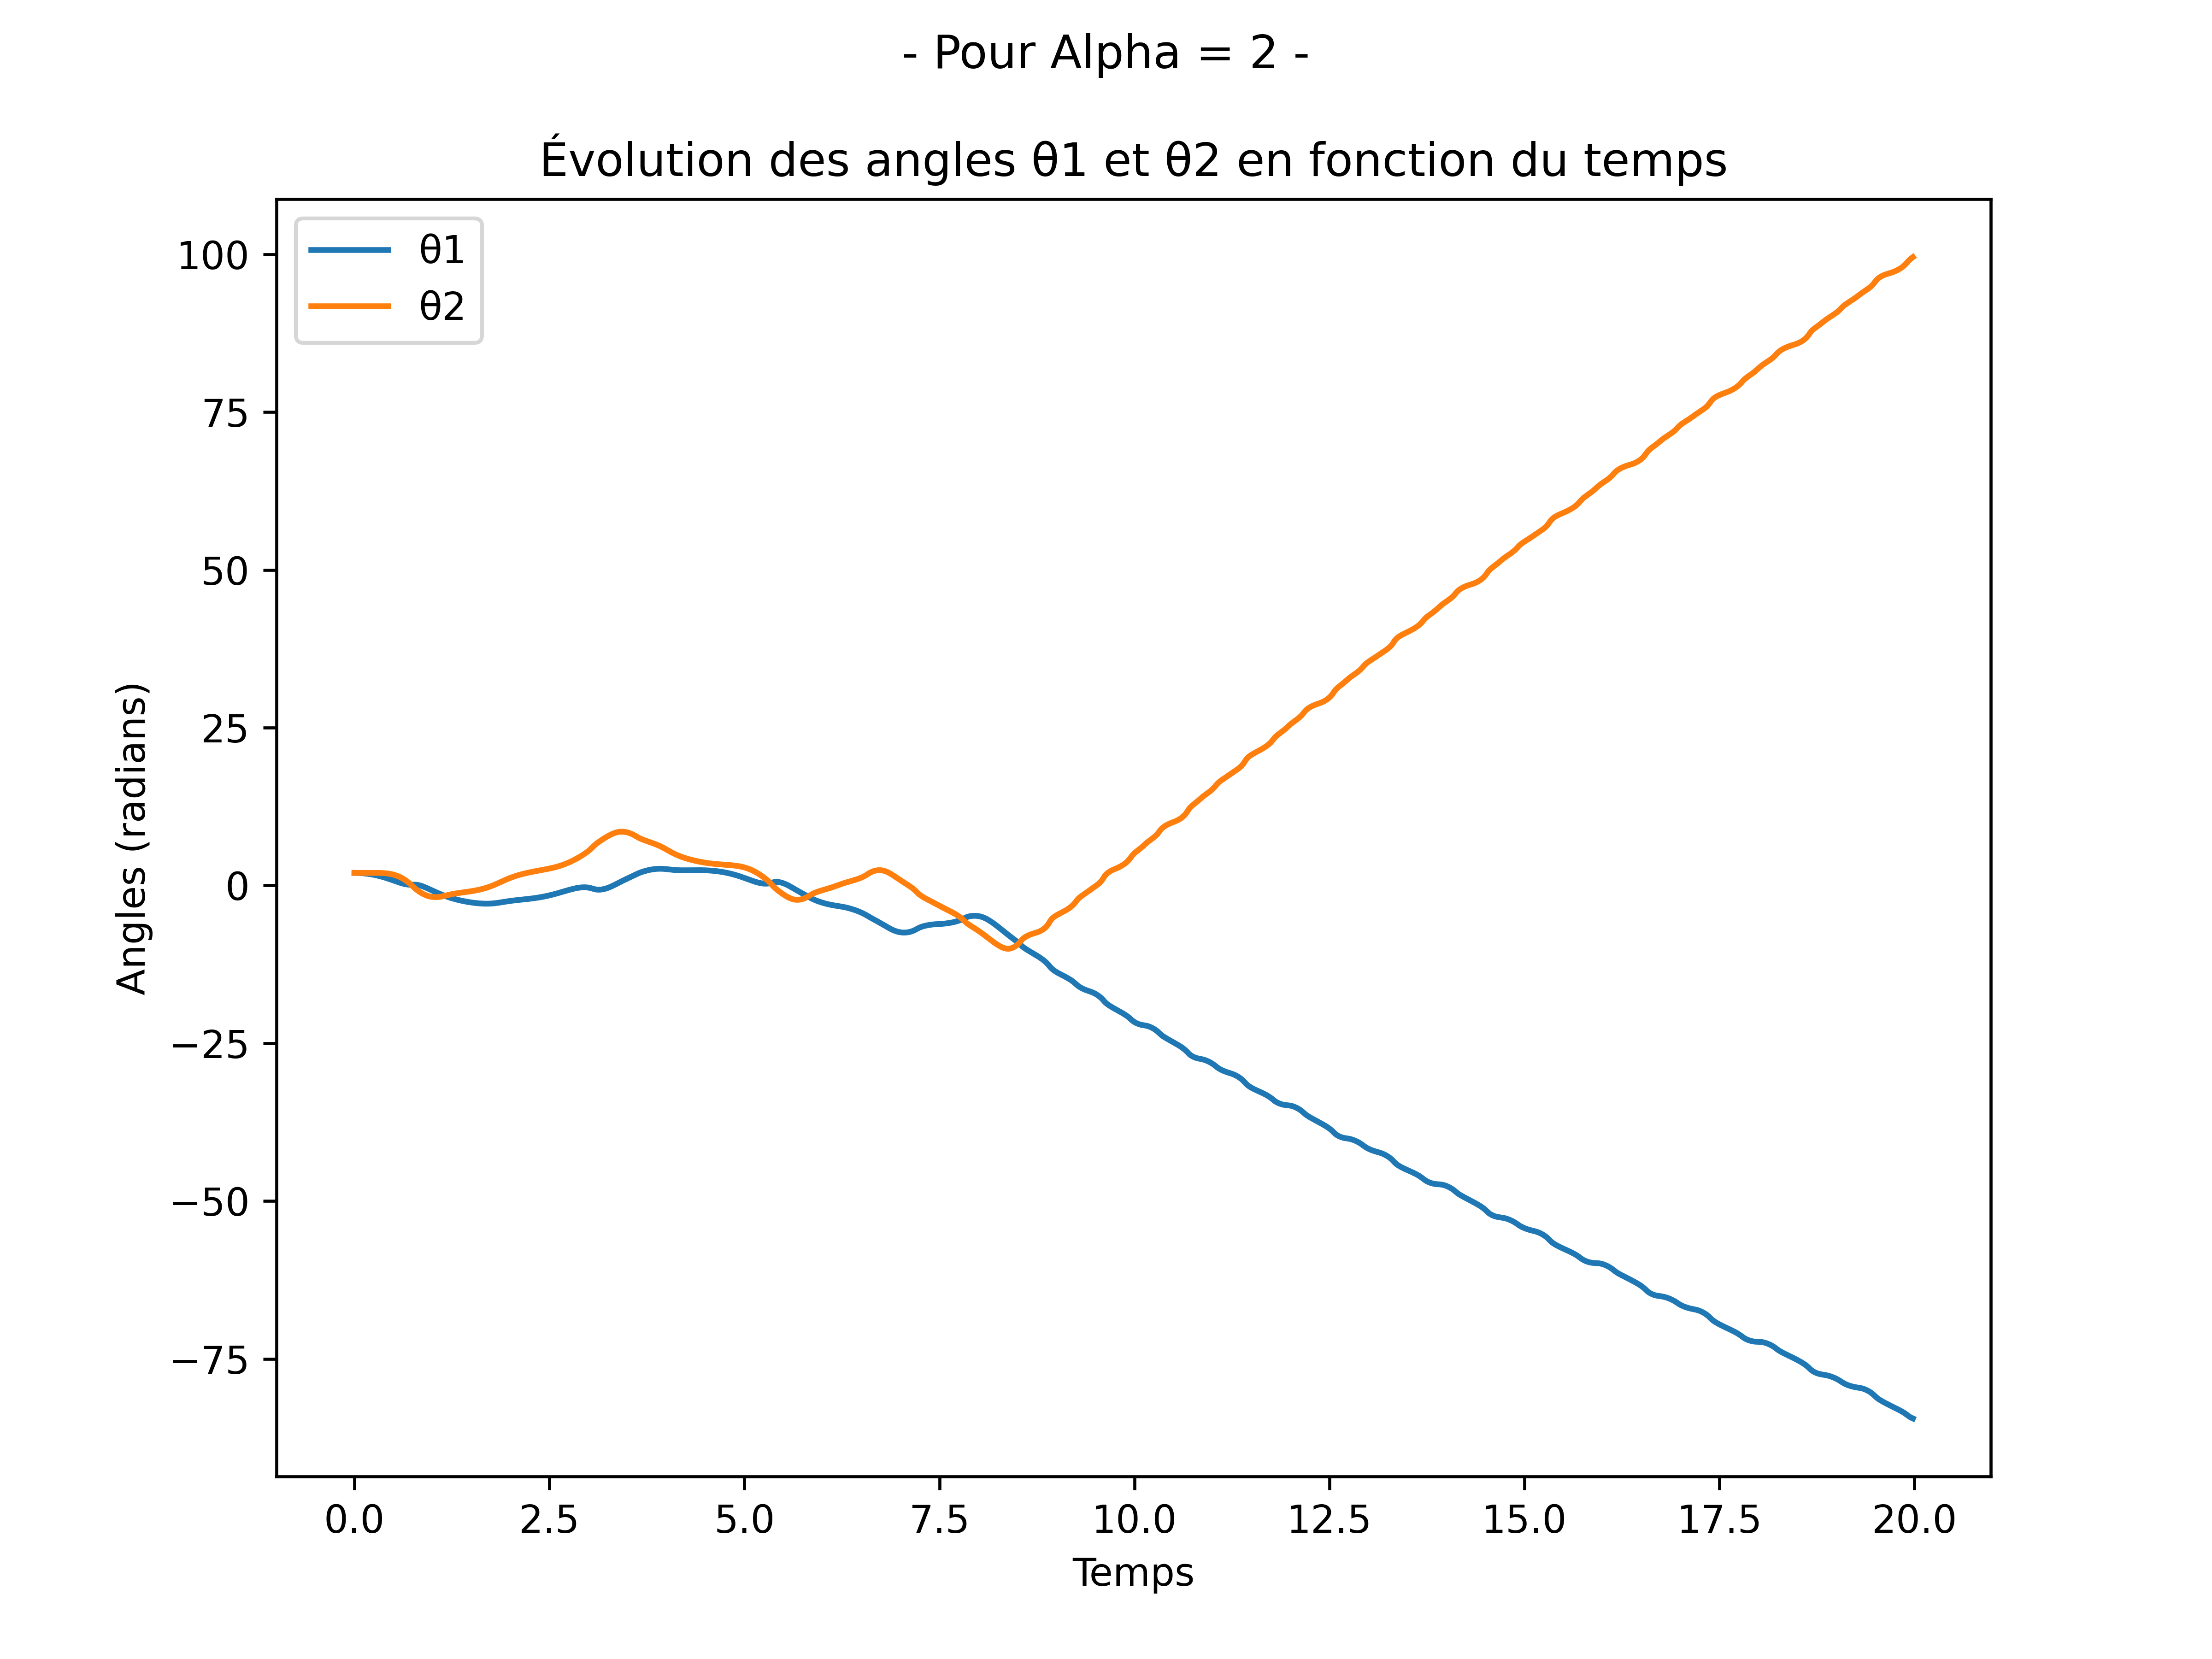 - Pour Alpha = 2 -
Évolution des angles θ1 et θ2 en fonction du temps
θ1
θ2
100
75
50
25
0
−25
−50
−75
Angles (radians)
0.0 2.5 5.0 7.5 10.0 12.5 15.0 17.5 20.0
Temps